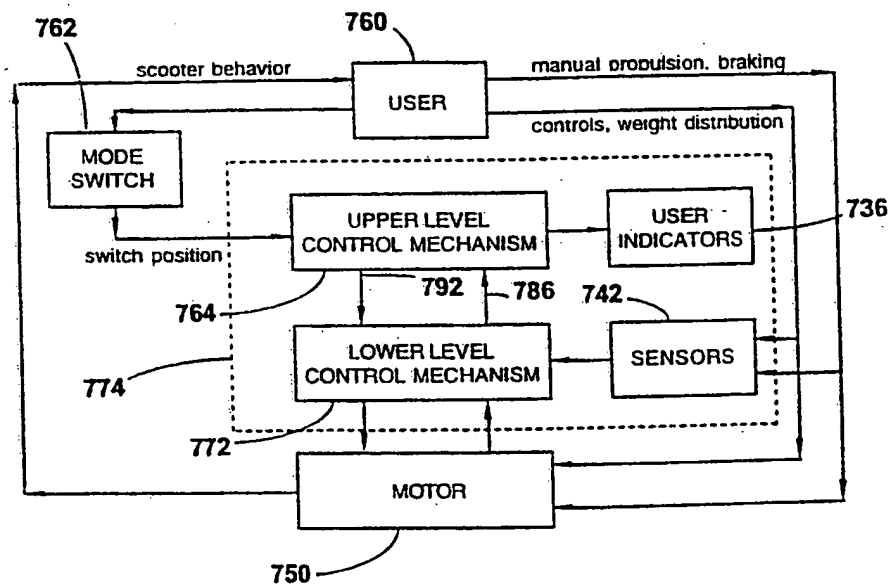 762
760
scooter behavior
manual propulsion, braking
USER
controls, weight distribution
MODE
SWITCH
UPPER LEVEL
CONTROL MECHANISM
USER
INDICATORS
736
switch position
792
786
742
764
LOWER LEVEL
CONTROL MECHANISM
SENSORS
774
772
MOTOR
750